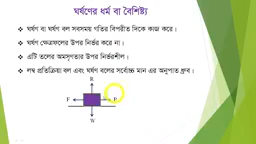 ঘর্ষণের ধর্ম বা বৈশিষ্ট্য
ঘর্ষণ বা ঘর্ষণ বল সবসময় গতির বিপরীত দিকে কাজ করে।
ঘর্ষণ ক্ষেত্রফলের উপর নির্ভর করে না।
এটি তলের অমসৃণতার উপর নির্ভরশীল।
লম্ব প্রতিক্রিয়া বল এবং ঘর্ষণ বলের সর্বোচ্চ মান এর অনুপাত ধ্রুব।
R
F P
W